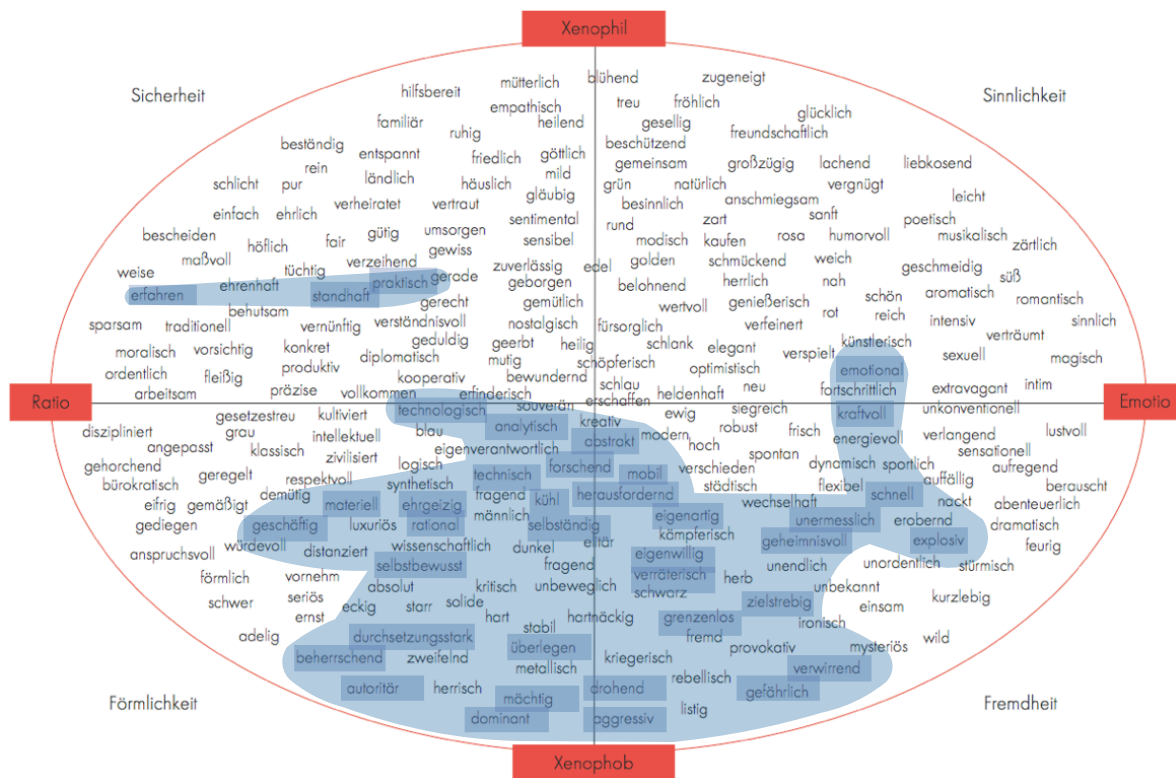 Xenophil
Sicherheit
Sinnlichkeit
mütterlich blühend zugeneigt
hilfsbereit
empathisch treu fröhlich
familiär heilend gesellig glücklich
ruhig beschützend freundschaftlich
beständig entspannt friedlich göttlich
rein mild gemeinsam großzügig lachend liebkosend
schlicht pur ländlich häuslich gläubig grün natürlich vergnügt
verheiratet vertraut besinnlich anschmiegsam leicht
einfach ehrlich sentimental rund zart sanft poetisch
bescheiden höflich fair gütig umsorgen sensibel modisch kaufen rosa humorvoll musikalisch zärtlich
maßvoll verzeihend gewiss zuverlässig edel golden schmückend weich
weise tüchtig praktisch gerade geborgen belohnend herrlich nah geschmeidig süß
erfahren ehrenhaft standhaft gerecht gemütlich wertvoll genießerisch schön aromatisch romantisch
behutsam verständnisvoll nostalgisch fürsorglich verfeinert rot reich intensiv sinnlich
sparsam traditionell vernünftig geduldig geerbt heilig schlank elegant künstlerisch verträumt
moralisch vorsichtig konkret diplomatisch mutig schöpferisch verspielt sexuell magisch
ordentlich fleißig produktiv kooperativ bewundernd schlau optimistisch emotional
arbeitsam präzise vollkommen erfinderisch erschaffen heldenhaft neu fortschrittlich extravagant intim
Ratio
Emotio
gesetzestreu kultiviert technologisch souverän kreativ ewig siegreich kraftvoll unkonventionell
diszipliniert grau intellektuell blau analytisch abstrakt modern robust frisch energievoll verlangend lustvoll
angepasst klassisch zivilisiert eigenverantwortlich hoch spontan sensationell
gehorchend geregelt respektvoll logisch technisch forschend mobil verschieden dynamisch sportlich aufregend
bürokratisch synthetisch städtisch flexibel auffällig berauscht
eifrig gemäßigt demütig materiell ehrgeizig fragend kühl herausfordernd wechselhaft schnell nackt abenteuerlich
gediegen geschäftig luxuriös rational männlich selbständig eigenartig unermesslich erobernd dramatisch
anspruchsvoll würdevoll distanziert wissenschaftlich dunkel elitär kämpferisch geheimnisvoll explosiv feurig
selbstbewusst fragend eigenwillig unendlich unordentlich stürmisch
förmlich vornehm absolut kritisch unbeweglich verräterisch herb unbekannt
schwer seriös eckig starr solide schwarz zielstrebig einsam kurzlebig
ernst hart hartnäckig grenzenlos ironisch
adelig durchsetzungsstark stabil fremd wild
beherrschend zweifelnd überlegen kriegerisch provokativ mysteriös
metallisch rebellisch verwirrend
autoritär herrisch mächtig drohend gefährlich
dominant aggressiv listig
Förmlichkeit
Fremdheit
Xenophob